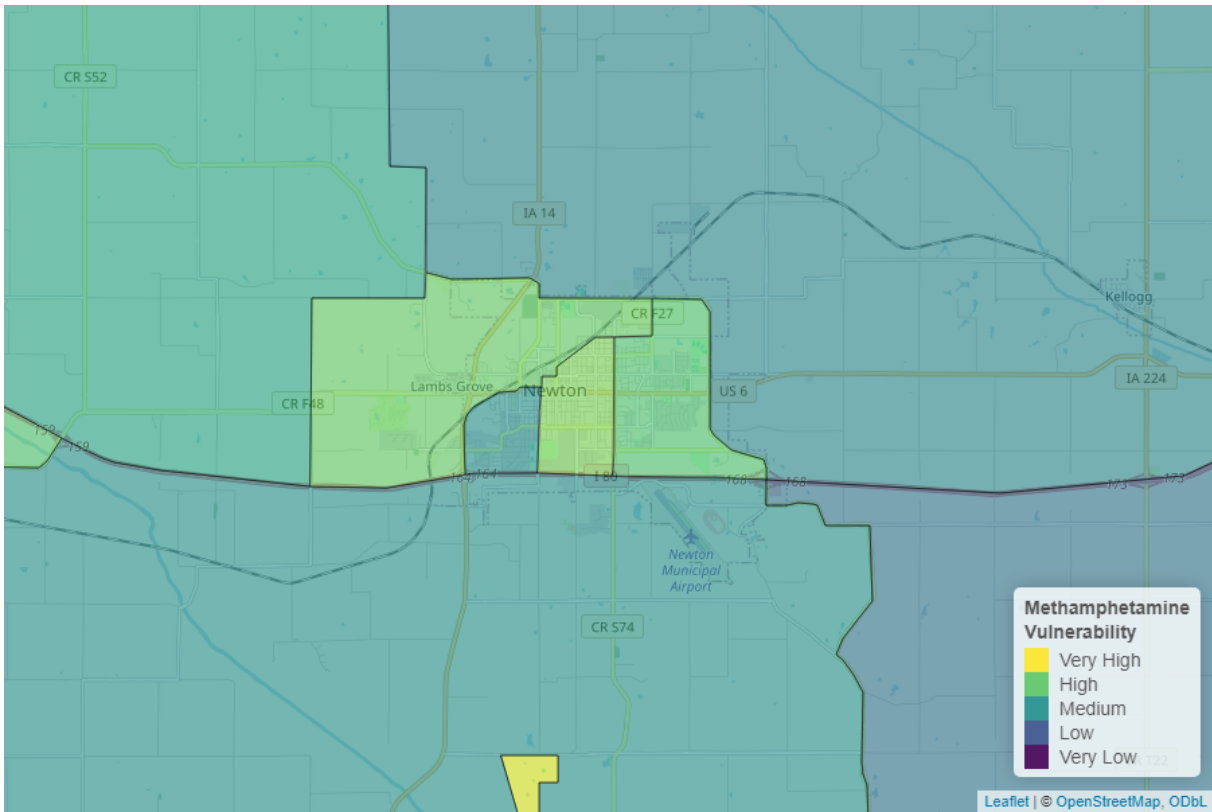 CR S52
IA 14
Kellogg
CR F27
Lambs Grove
Newton
US 6
IA 224
CR F48
159
159
164
164
I 80
168
168
173
173
Newton
Municipal
Airport
CR S74
Methamphetamine
Vulnerability
Very High
High
Medium
Low
Very Low
T22
Leaflet | © OpenStreetMap, ODbL